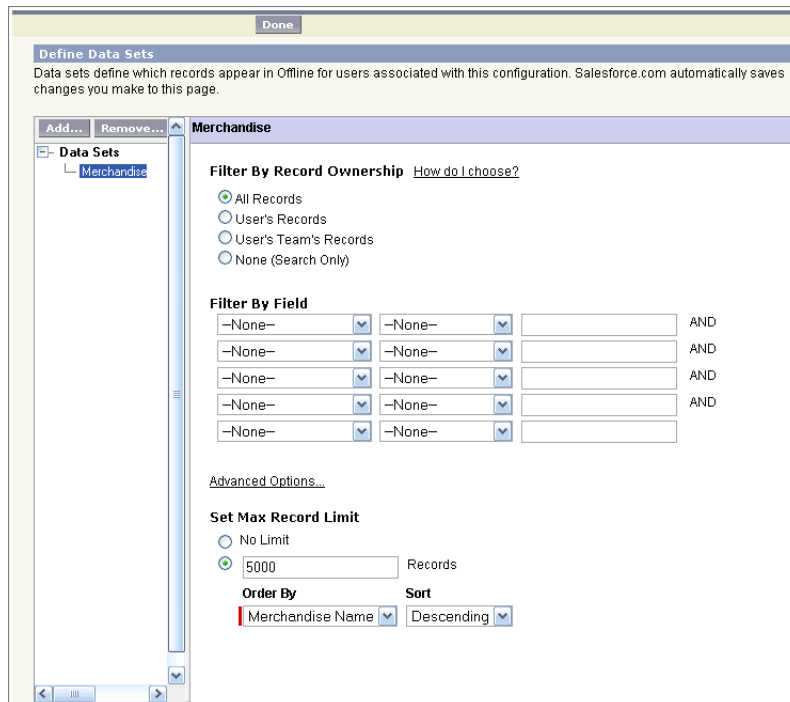 Done
Define Data Sets
Data sets define which records appear in Offline for users associated with this configuration. Salesforce.com automatically saves
changes you make to this page.
Add... Remove...
Data Sets
Merchandise
Merchandise
Filter By Record Ownership How do I choose?
All Records
User's Records
User's Team's Records
None (Search Only)
Filter By Field
--None-- --None-- AND
--None-- --None-- AND
--None-- --None-- AND
--None-- --None-- AND
--None-- --None--
Advanced Options...
Set Max Record Limit
No Limit
5000 Records
Order By Sort
Merchandise Name Descending